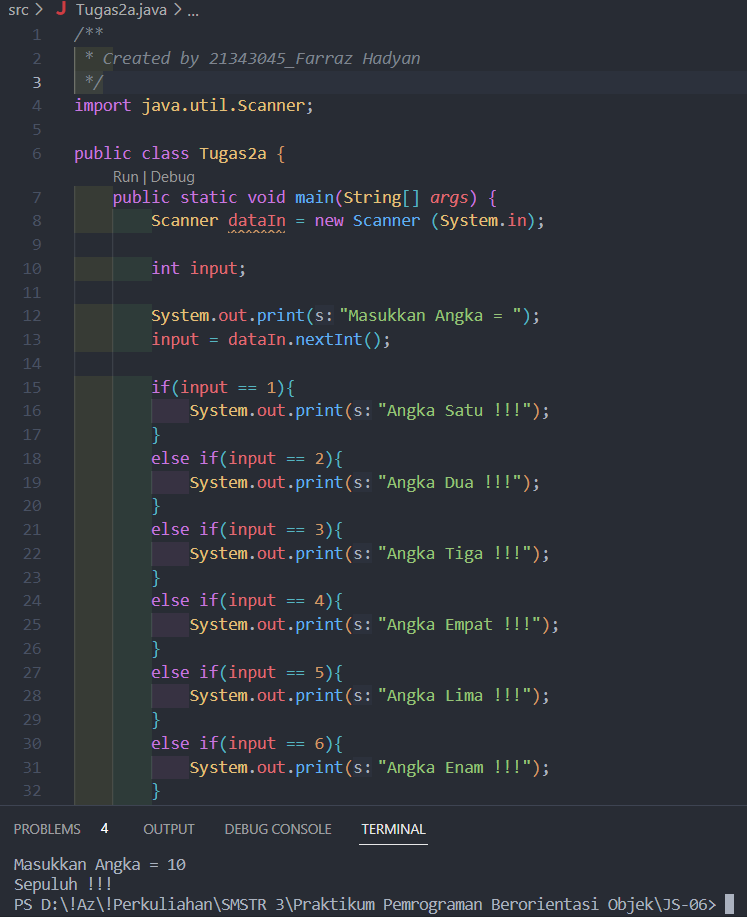 src > J Tugas2a.java > ...
1 /**
2 * Created by 21343045_Farraz Hadyan
3 */
4 import java.util.Scanner;
5
6 public class Tugas2a {
Run | Debug
7 public static void main(String[] args) {
8 Scanner dataIn = new Scanner (System.in);
9
10 int input;
11
12 System.out.print(s: "Masukkan Angka = ");
13 input = dataIn.nextInt();
14
15 if(input == 1){
16 System.out.print(s: "Angka Satu !!!");
17 }
18 else if(input == 2){
19 System.out.print(s: "Angka Dua !!!");
20 }
21 else if(input == 3){
22 System.out.print(s: "Angka Tiga !!!");
23 }
24 else if(input == 4){
25 System.out.print(s: "Angka Empat !!!");
26 }
27 else if(input == 5){
28 System.out.print(s: "Angka Lima !!!");
29 }
30 else if(input == 6){
31 System.out.print(s: "Angka Enam !!!");
32 }
PROBLEMS 4 OUTPUT DEBUG CONSOLE TERMINAL
Masukkan Angka = 10
Sepuluh !!!
PS D:\!Az\!Perkuliahan\SMSTR 3\Praktikum Pemrograman Berorientasi Objek\JS-06>